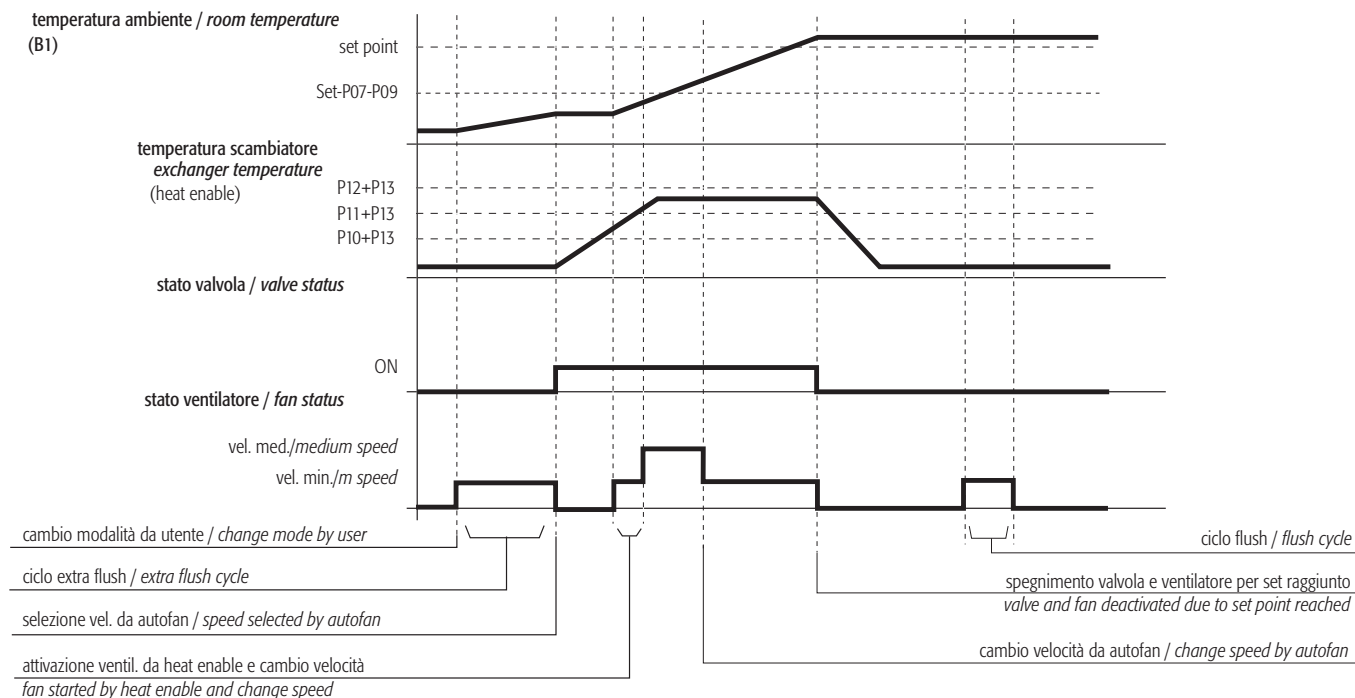 temperatura ambiente / room temperature
(B1)
set point
Set-P07-P09
temperatura scambiatore
exchanger temperature
(heat enable)
P12+P13
P11+P13
P10+P13
stato valvola / valve status
ON
stato ventilatore / fan status
vel. med./medium speed
vel. min./m speed
cambio modalità da utente / change mode by user
ciclo extra flush / extra flush cycle
selezione vel. da autofan / speed selected by autofan
attivazione ventil. da heat enable e cambio velocità
fan started by heat enable and change speed
ciclo flush / flush cycle
spegnimento valvola e ventilatore per set raggiunto
valve and fan deactivated due to set point reached
cambio velocità da autofan / change speed by autofan